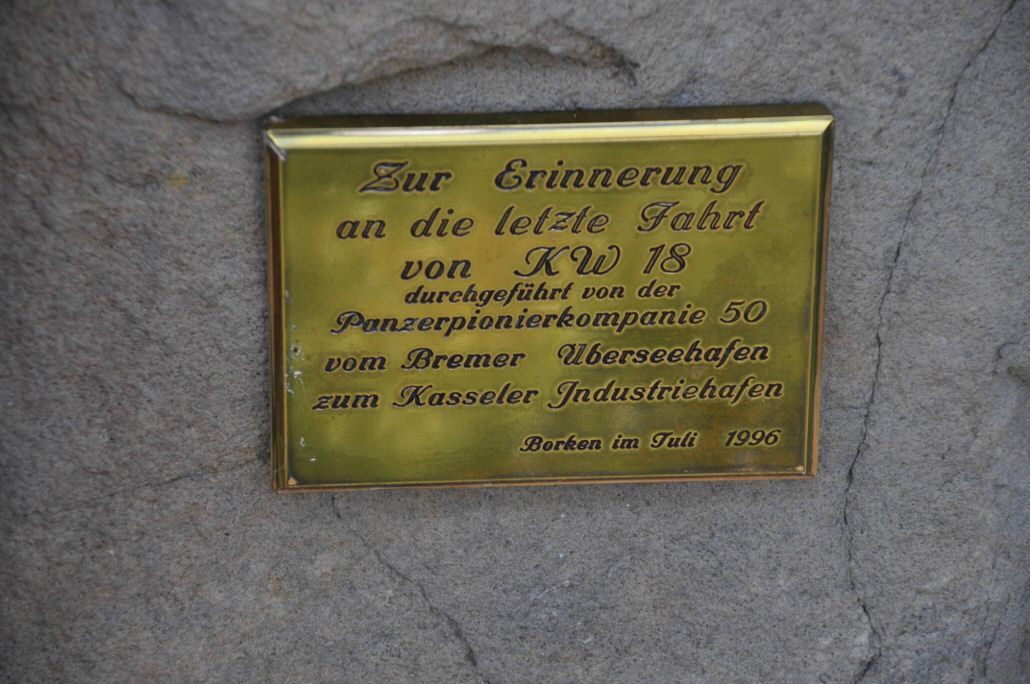 Zur Erinnerung
an die letzte Fahrt
von KW 18
durchgeführt von der
Panzerpionierkompanie 50
vom Bremer Überseehafen
zum Kasseler Industriehafen
Borken im Juli 1996